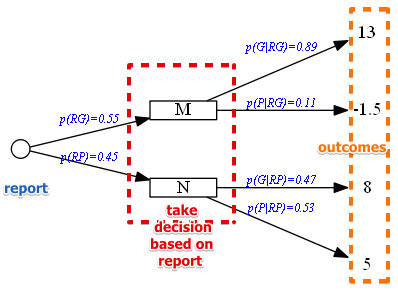 p(G|RG)=0.89
13
p(RG)=0.55
M
p(P|RG)=0.11
-1.5
report
p(RP)=0.45
N
p(G|RP)=0.47
8
outcomes
p(P|RP)=0.53
5
take
decision
based on
report